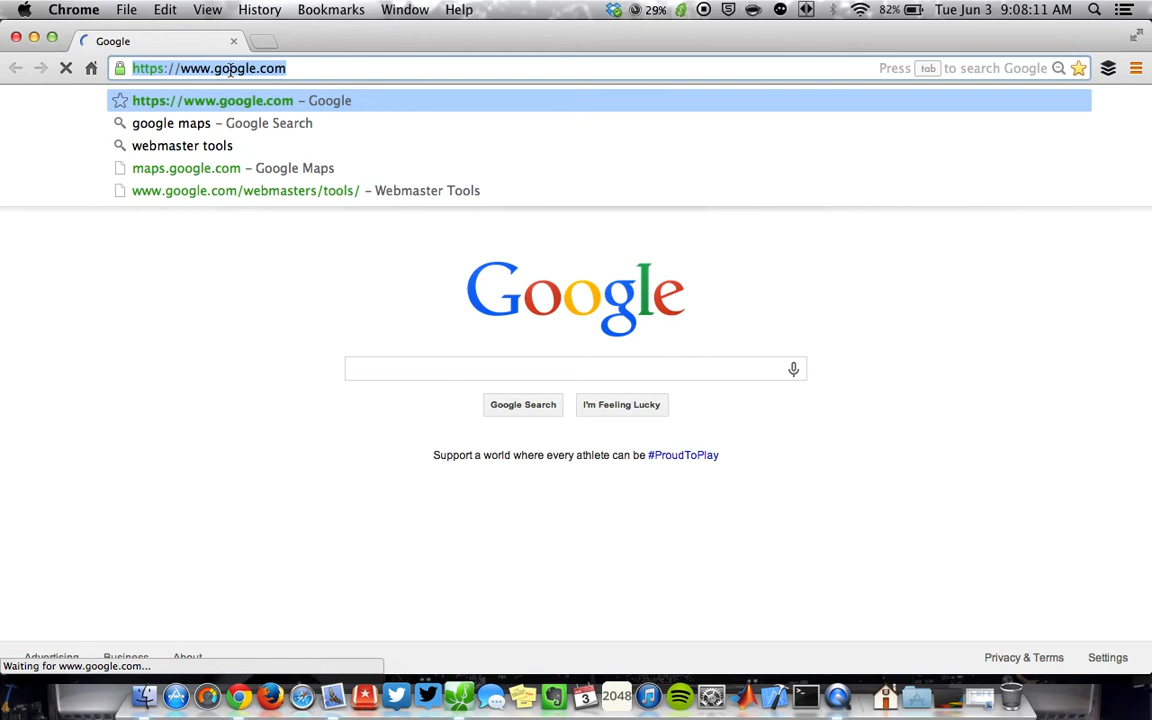 Chrome File Edit View History Bookmarks Window Help 29% 82% Tue Jun 3 9:08:11 AM
Google
https://www.google.com Press tab to search Google
https://www.google.com – Google
google maps – Google Search
webmaster tools
maps.google.com – Google Maps
www.google.com/webmasters/tools/ – Webmaster Tools
Google
Google Search I'm Feeling Lucky
Support a world where every athlete can be #ProudToPlay
Advertising Business About Privacy & Terms Settings
Waiting for www.google.com...
3 2048